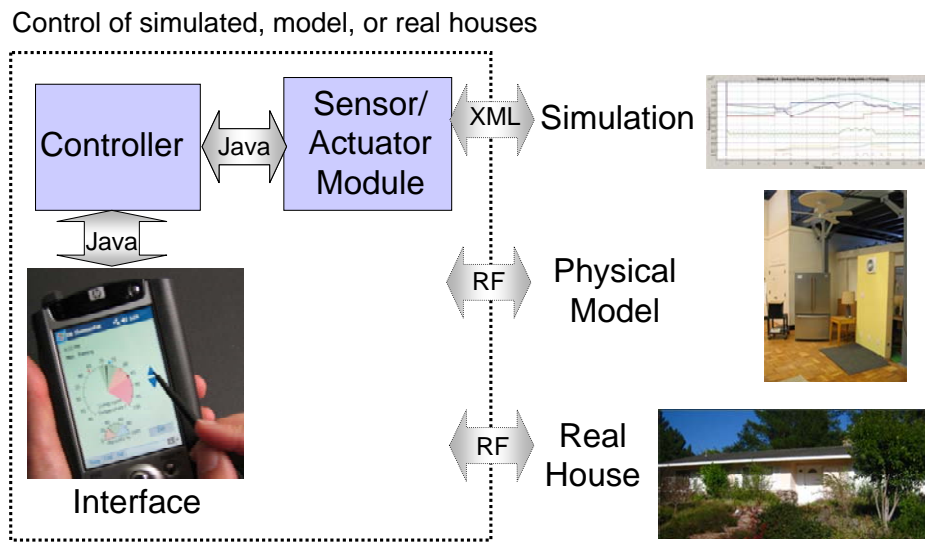 Control of simulated, model, or real houses
Controller
Java
Sensor/
Actuator
Module
XML
Simulation
Java
RF
Physical
Model
hp
RF
Real
House
Interface